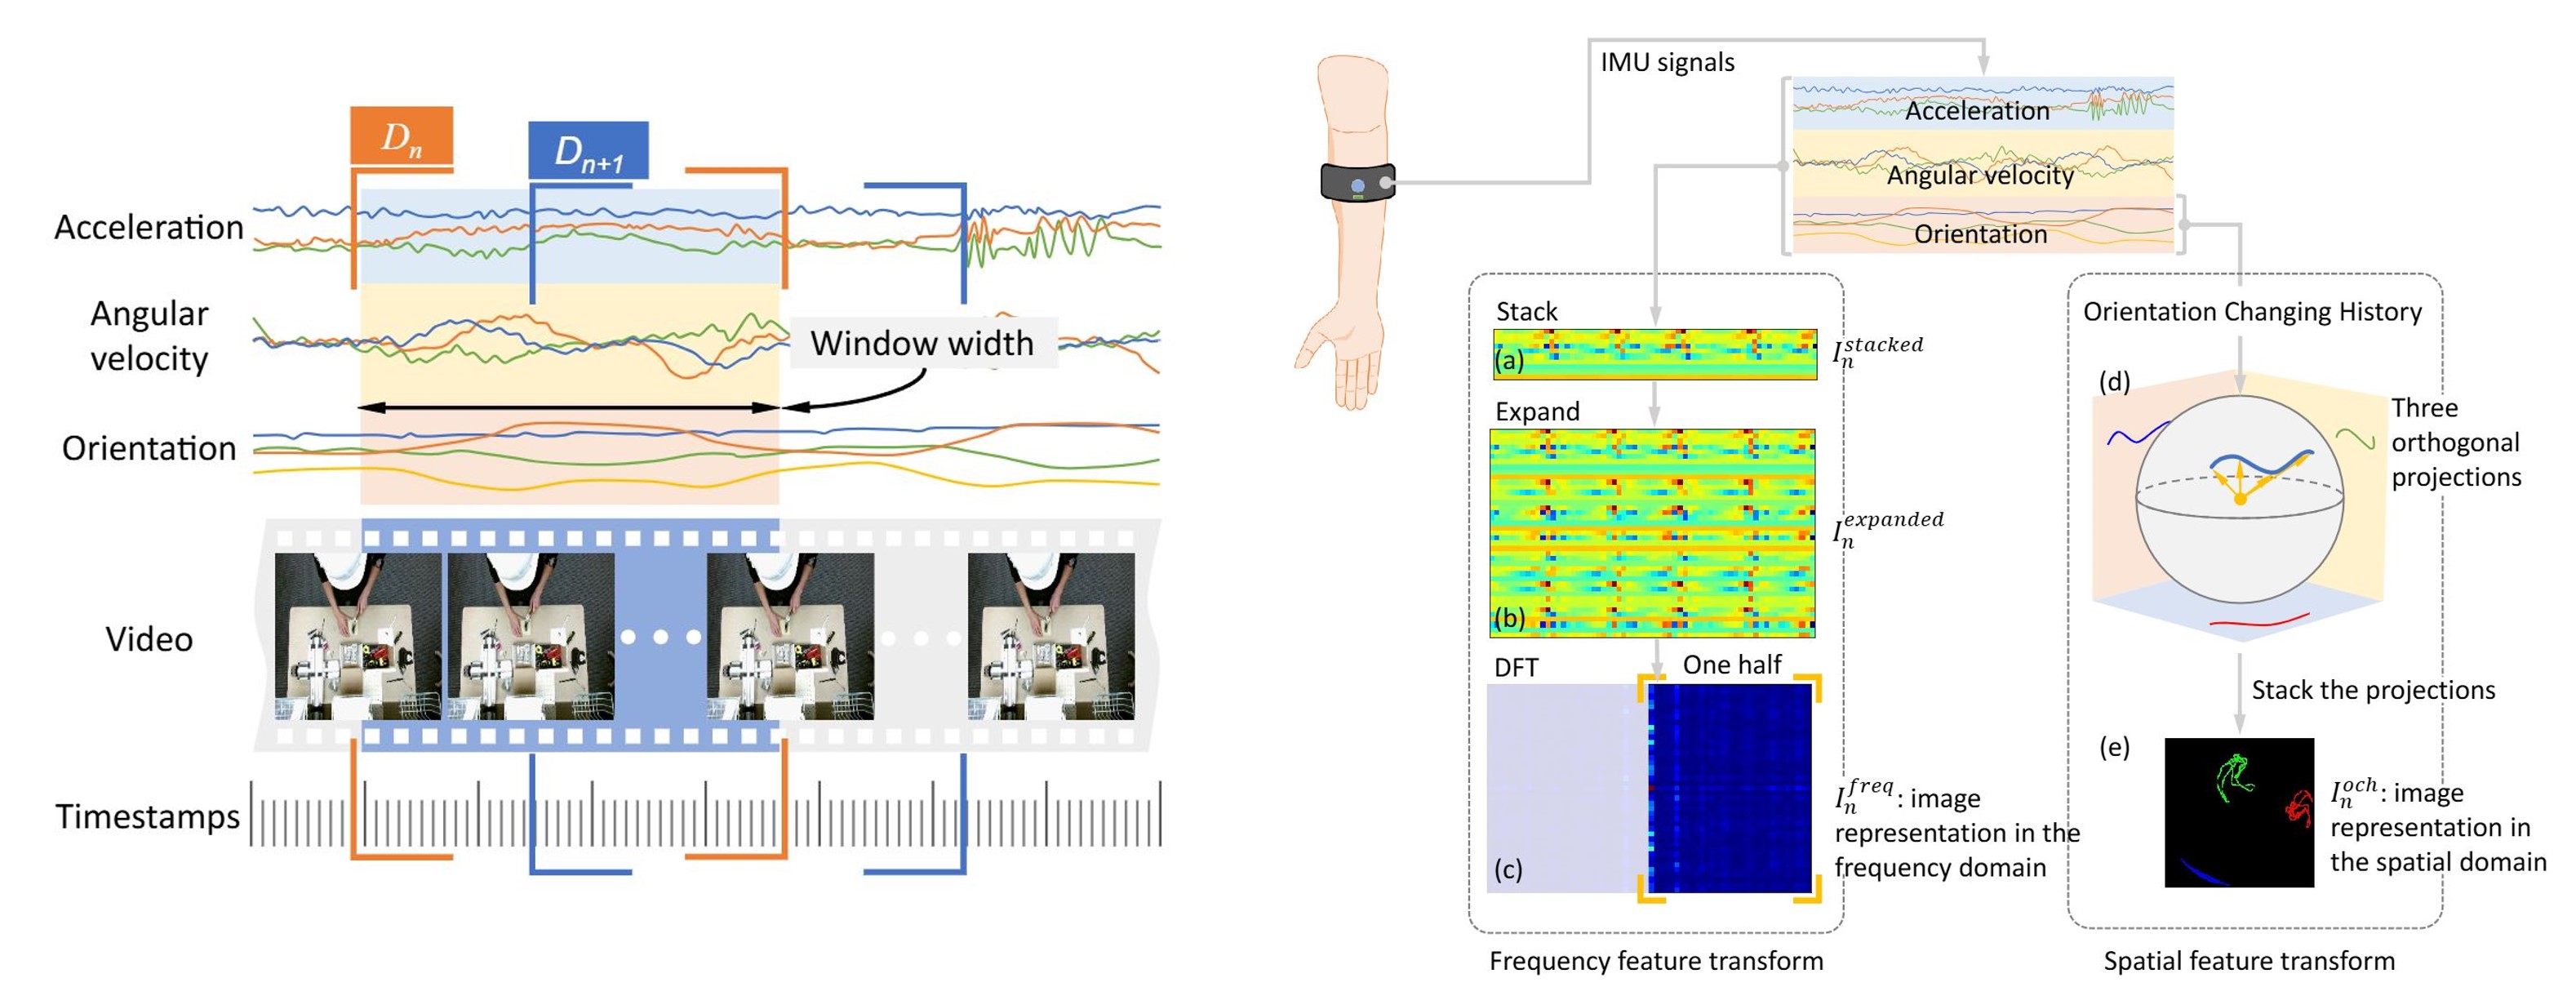 D_n
D_{n+1}
Acceleration
Angular
velocity
Window width
Orientation
Video
Timestamps
IMU signals
Acceleration
Angular velocity
Orientation
Stack
(a)
I_n^{stacked}
Expand
(b)
I_n^{expanded}
DFT
One half
(c)
I_n^{freq}: image
representation in the
frequency domain
Frequency feature transform
Orientation Changing History
(d)
Three
orthogonal
projections
Stack the projections
(e)
I_n^{och}: image
representation in
the spatial domain
Spatial feature transform